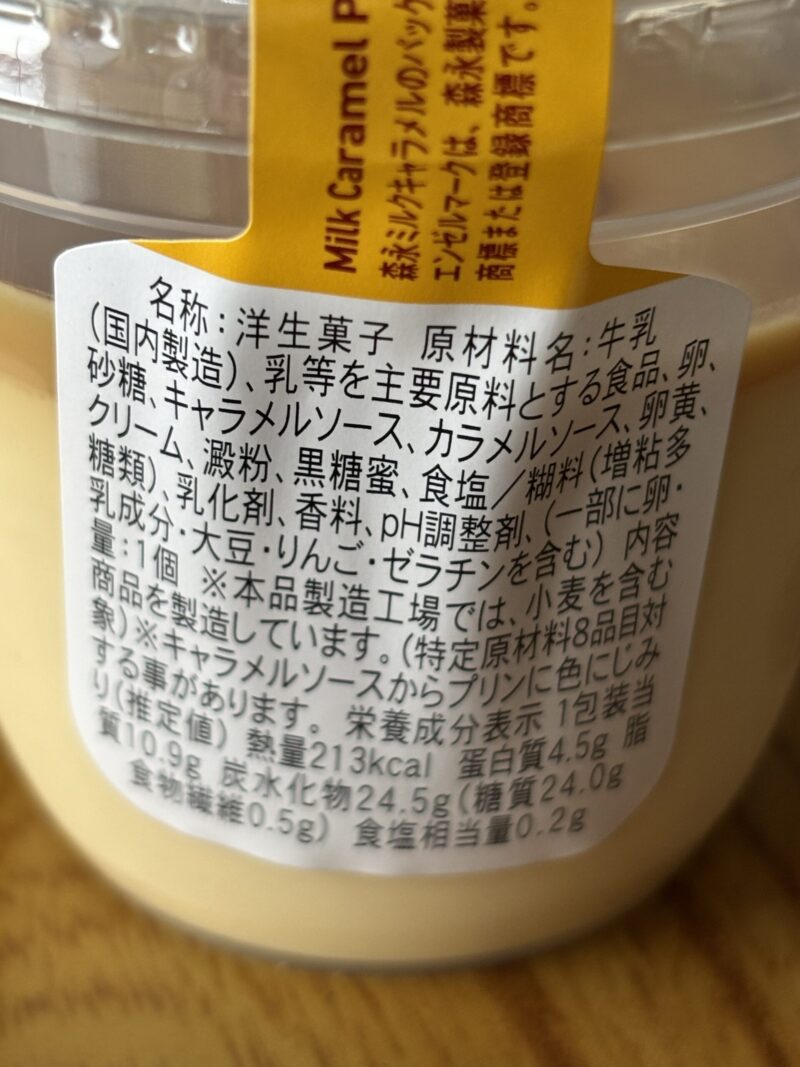 Milk Caramel P
森永ミルクキャラメルのパッケ
エンゼルマークは、森永製菓
商標または登録商標です。
名称：洋生菓子 原材料名：牛乳
(国内製造)、乳等を主要原料とする食品、卵、
砂糖、キャラメルソース、カラメルソース、卵黄、
クリーム、澱粉、黒糖蜜、食塩／糊料(増粘多
糖類)、乳化剤、香料、pH調整剤、(一部に卵・
乳成分・大豆・りんご・ゼラチンを含む) 内容
量：1個 ※本品製造工場では、小麦を含む
商品を製造しています。(特定原材料8品目対
象)※キャラメルソースからプリンに色にじみ
する事があります。 栄養成分表示 1包装当
り(推定値) 熱量213kcal 蛋白質4.5g 脂
質10.9g 炭水化物24.5g(糖質24.0g
食物繊維0.5g) 食塩相当量0.2g